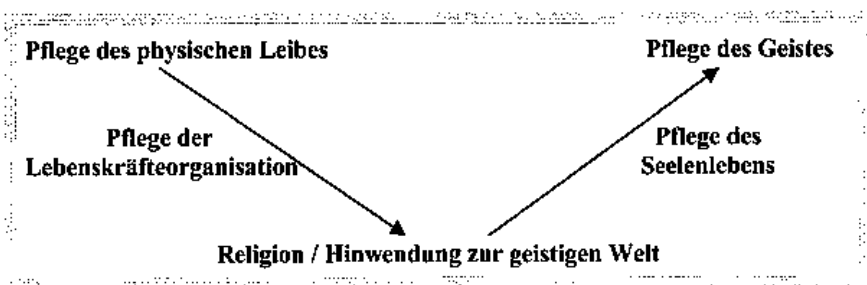 Pflege des physischen Leibes
Pflege des Geistes
Pflege der
Lebenskräfteorganisation
Pflege des
Seelenlebens
Religion / Hinwendung zur geistigen Welt